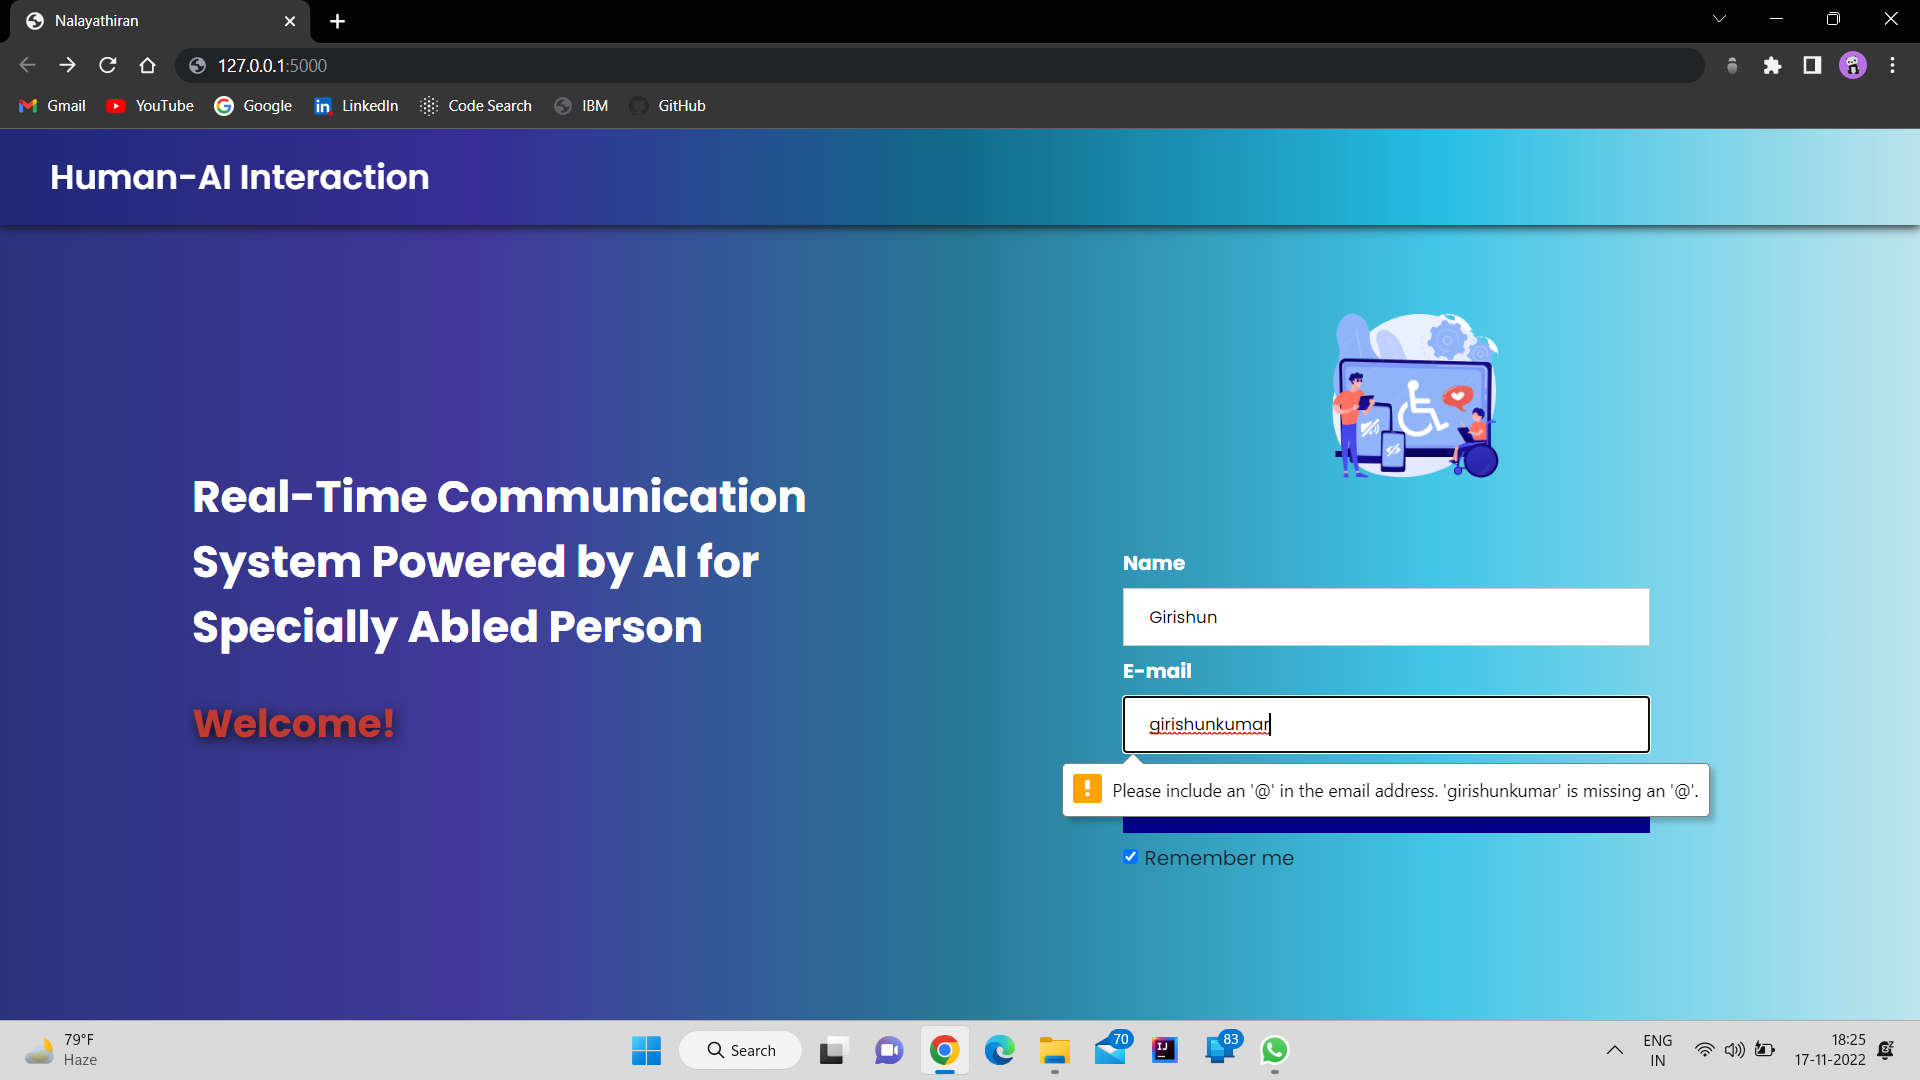 Nalayathiran
127.0.0.1:5000
Gmail YouTube Google LinkedIn Code Search IBM GitHub
Human-AI Interaction
Real-Time Communication
System Powered by AI for
Specially Abled Person
Welcome!
Name
Girishun
E-mail
girishunkumar
Please include an '@' in the email address. 'girishunkumar' is missing an '@'.
Remember me
79°F
Haze
Search
70
83
ENG
IN
18:25
17-11-2022